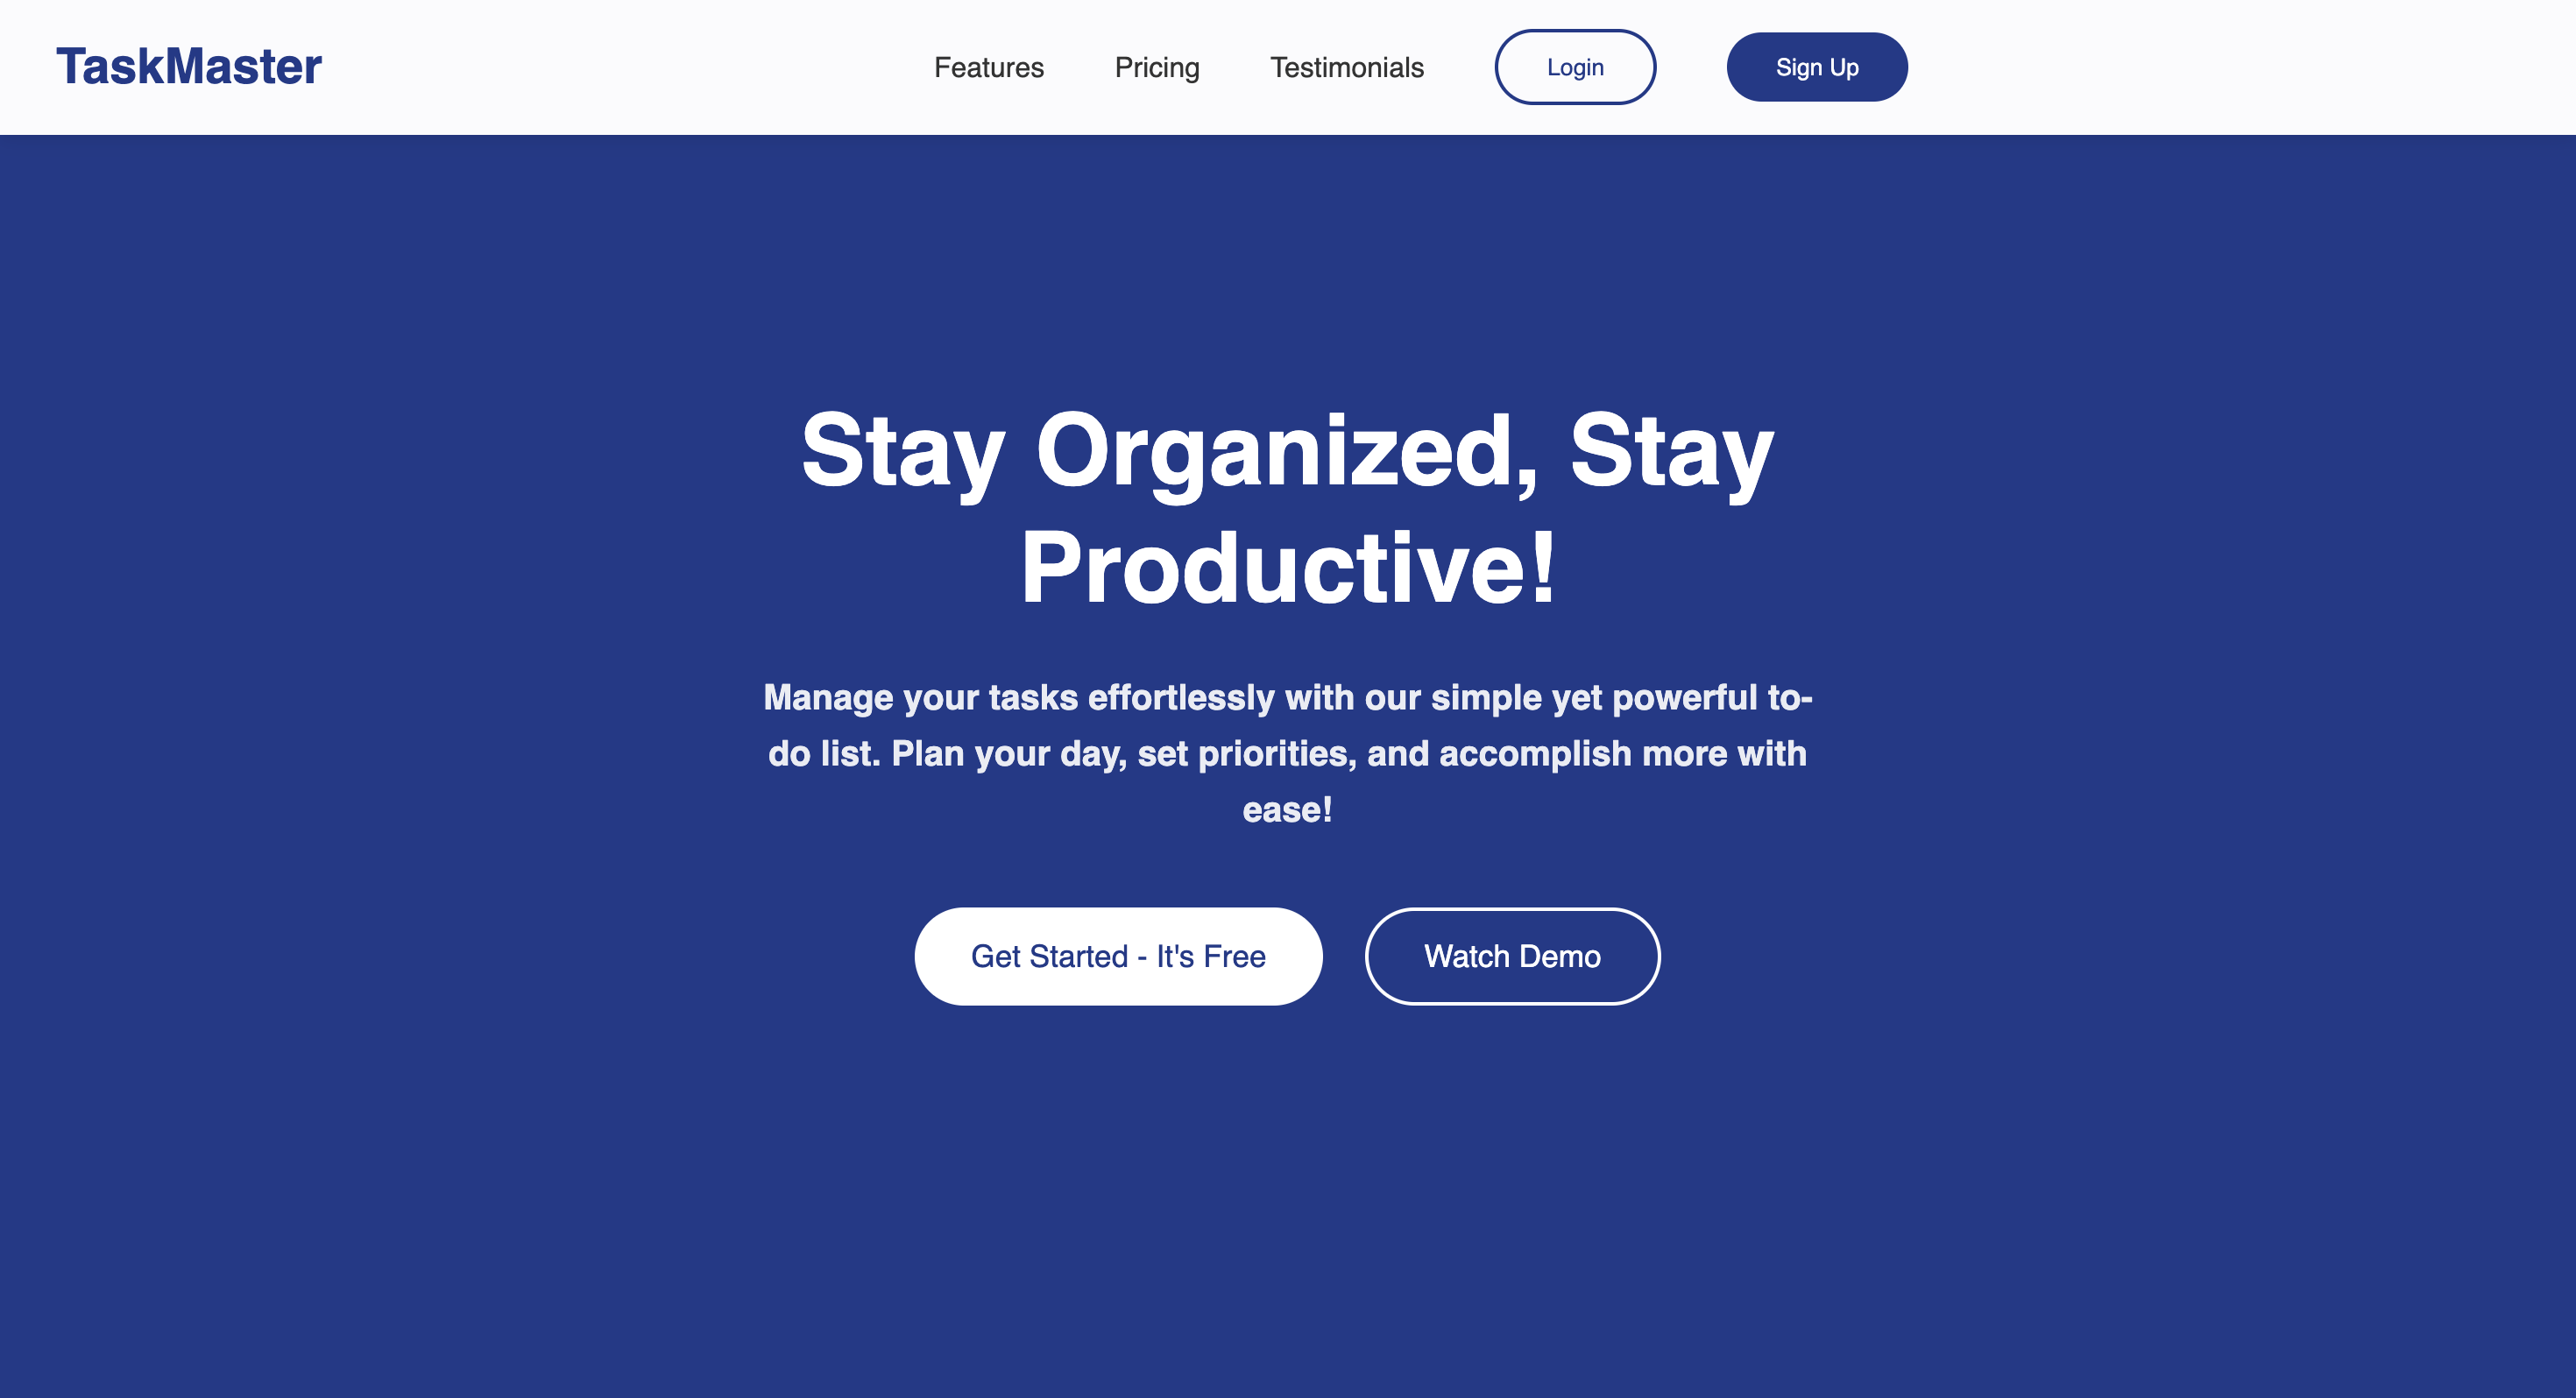 TaskMaster
Features
Pricing
Testimonials
Login
Sign Up
Stay Organized, Stay
Productive!
Manage your tasks effortlessly with our simple yet powerful to-
do list. Plan your day, set priorities, and accomplish more with
ease!
Get Started - It's Free
Watch Demo